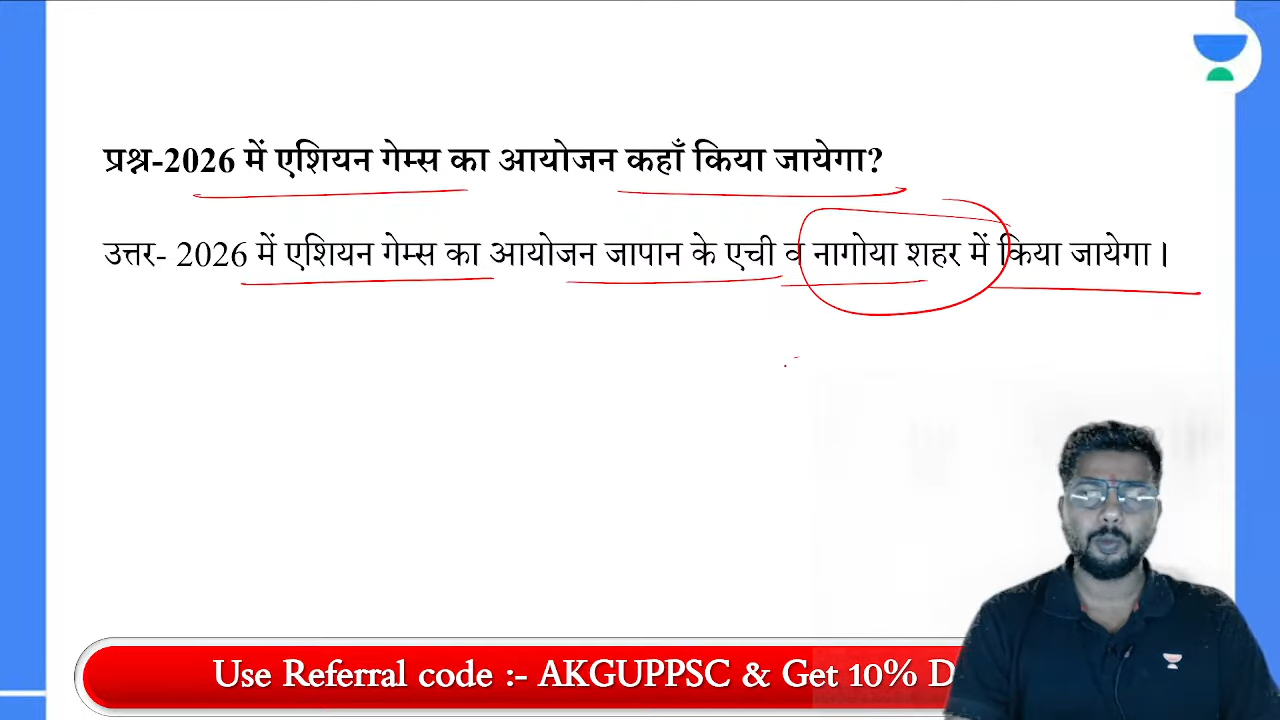 प्रश्न-2026 में एशियन गेम्स का आयोजन कहाँ किया जायेगा?
उत्तर- 2026 में एशियन गेम्स का आयोजन जापान के एची व नागोया शहर में किया जायेगा।
Use Referral code :- AKGUPPSC & Get 10% D